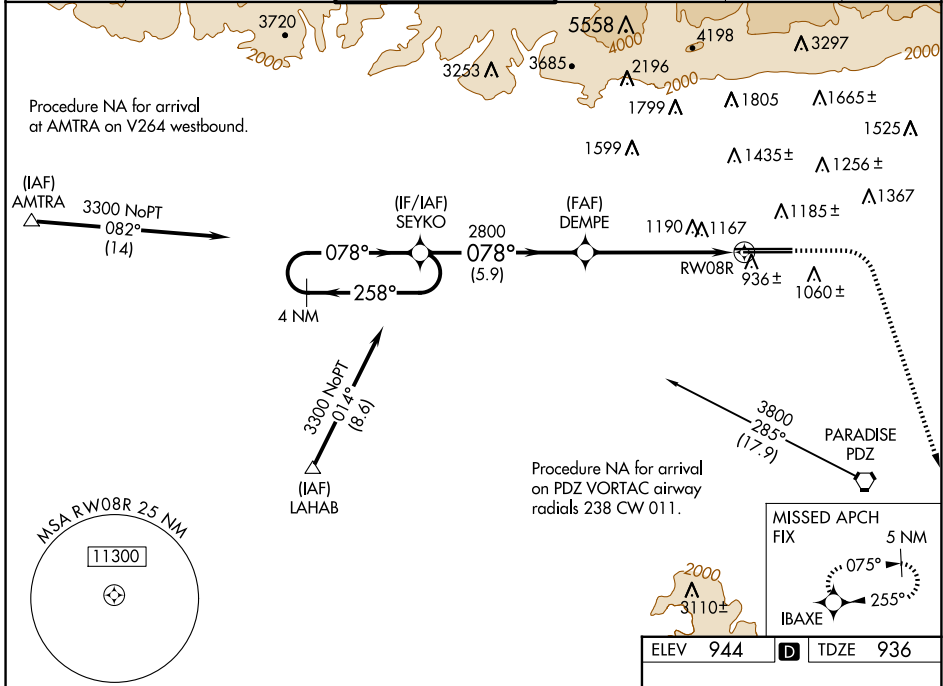 3720
2000
3253
5558
4000
4198
3685
2196
2000
3297
2000
Procedure NA for arrival
at AMTRA on V264 westbound.
1799
1805
1665±
1525
1599
1435±
1256±
1367
1185±
(IAF)
AMTRA
3300 NoPT
082°
(14)
(IF/IAF)
SEYKO
2800
078°
(5.9)
(FAF)
DEMPE
1190
1167
RW08R
936±
1060±
078°
258°
4 NM
3300 NoPT
014°
(8.6)
(IAF)
LAHAB
3800
285°
(17.9)
PARADISE
PDZ
Procedure NA for arrival
on PDZ VORTAC airway
radials 238 CW 011.
MSA RW08R 25 NM
11300
2000
3110±
MISSED APCH
FIX
5 NM
075°
255°
IBAXE
ELEV 944 D TDZE 936